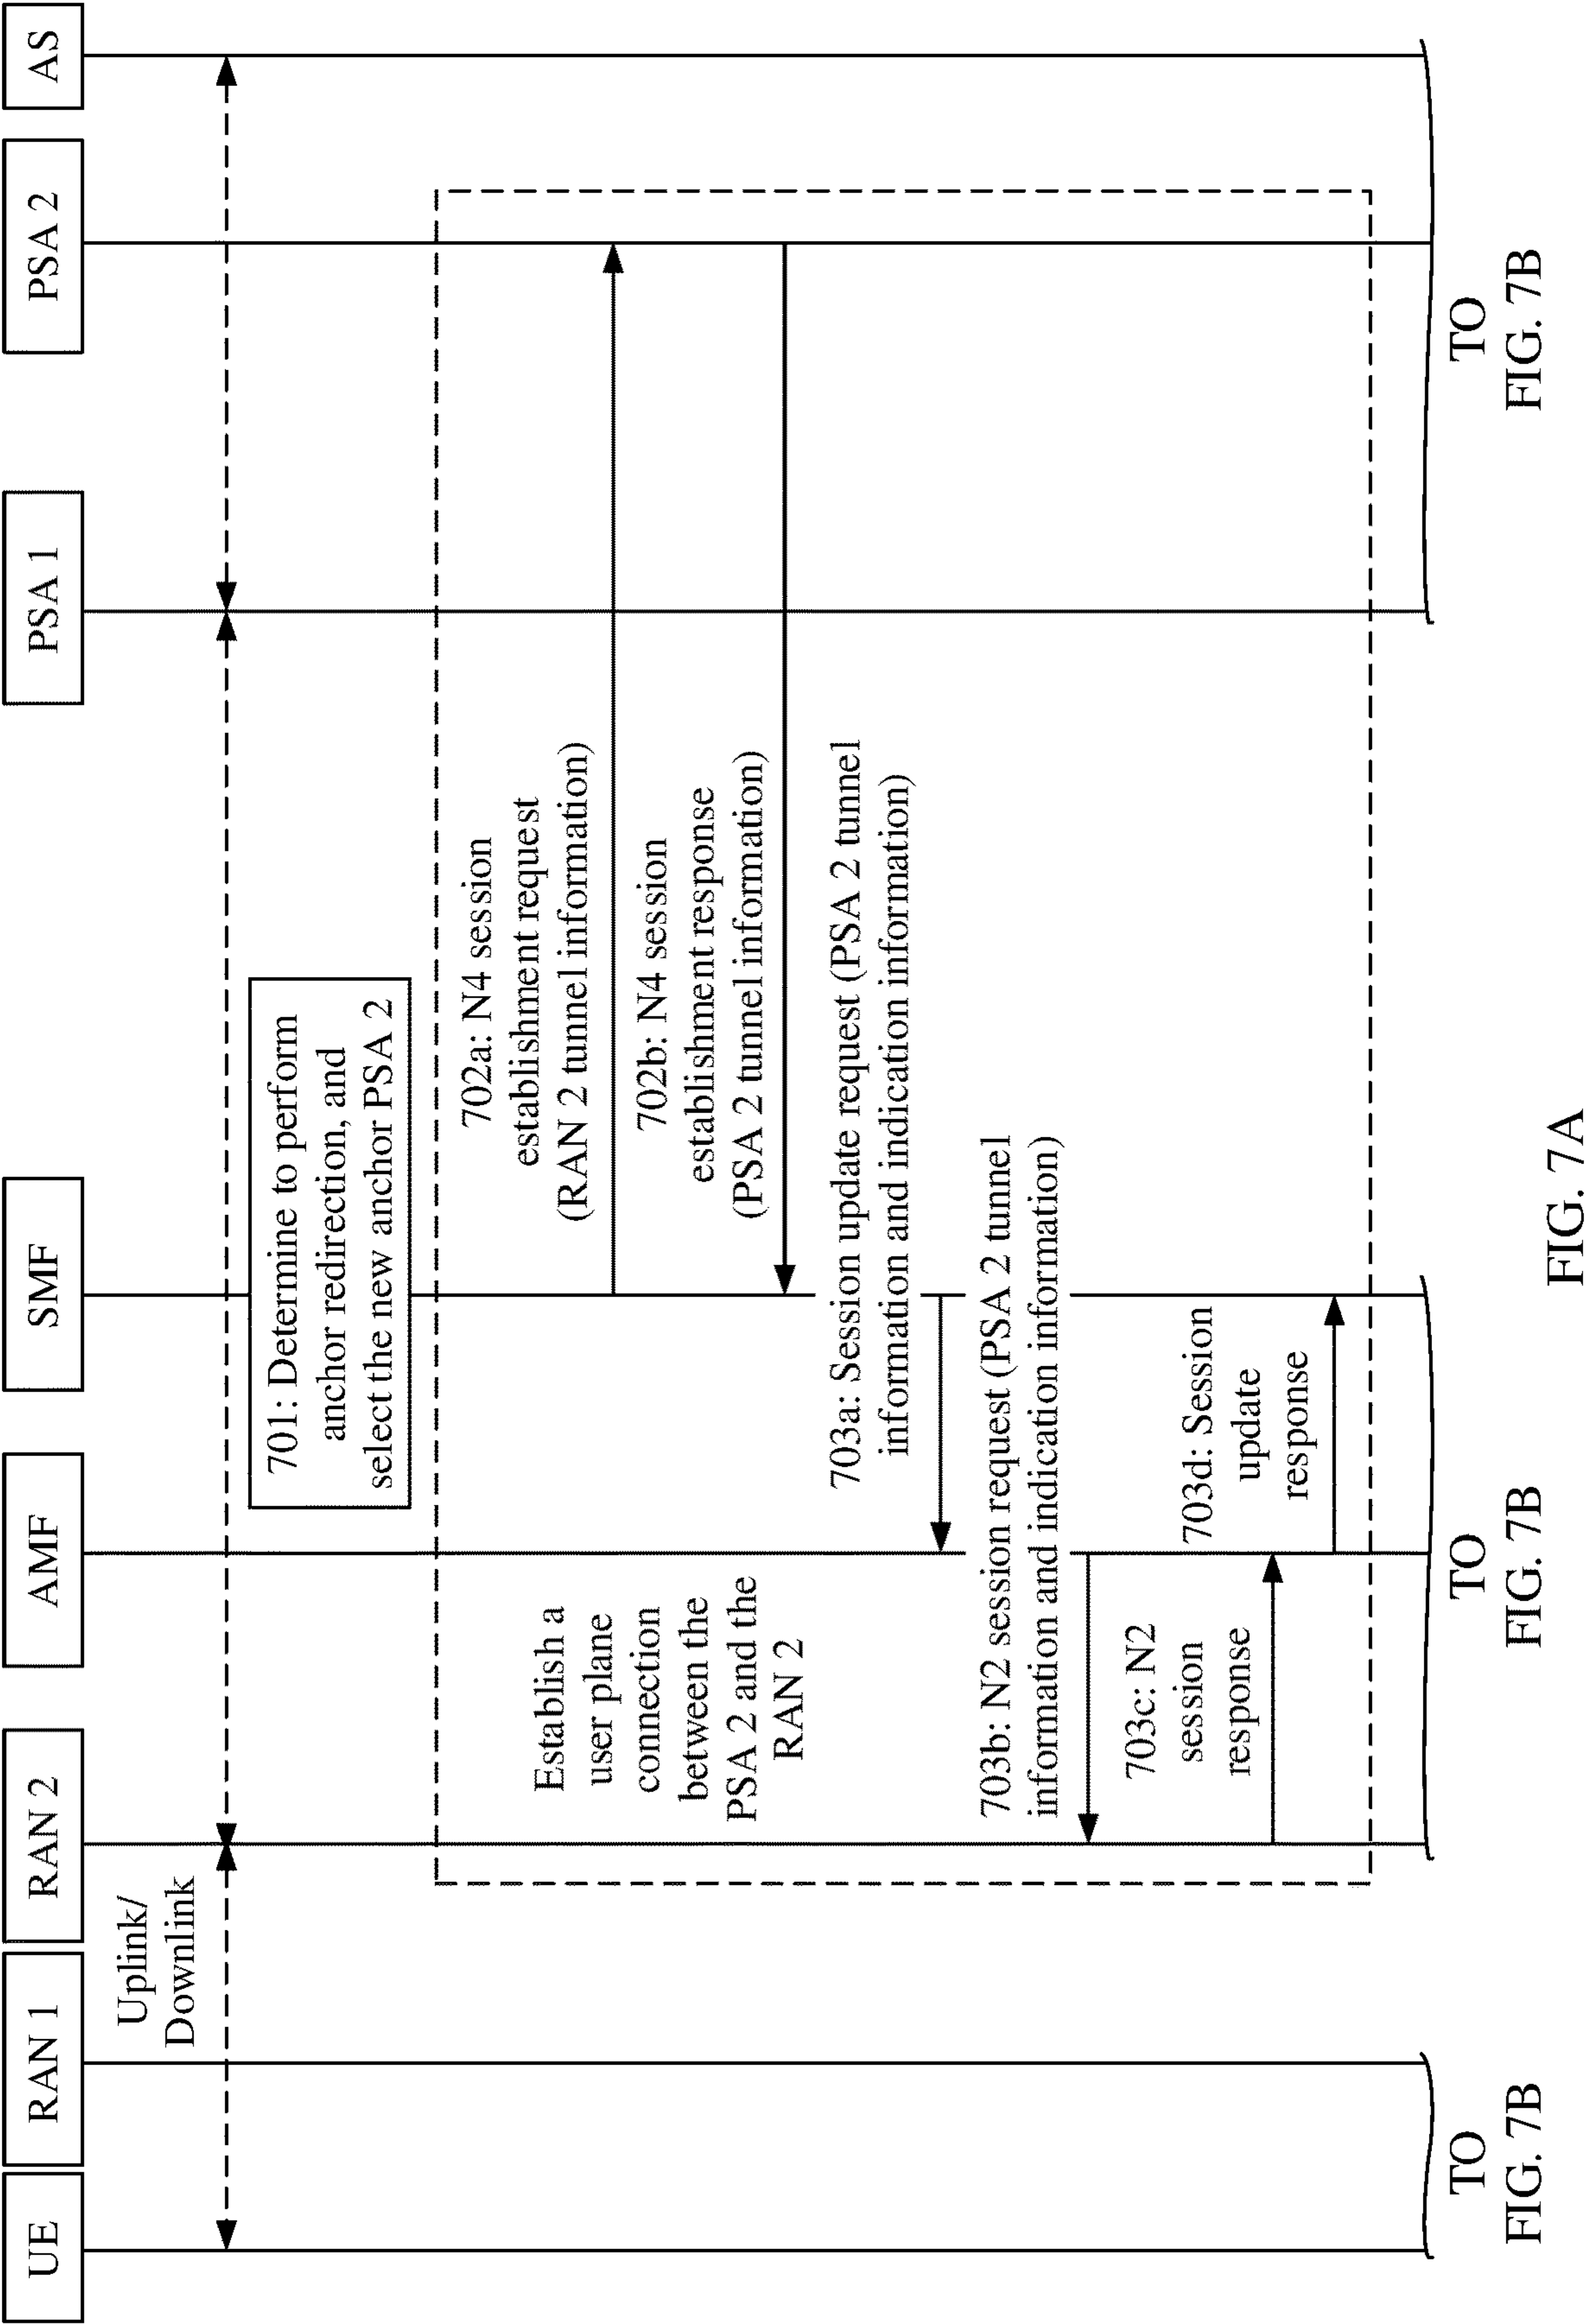 UE
RAN 1
RAN 2
AMF
SMF
PSA 1
PSA 2
AS
Uplink/
Downlink
701: Determine to perform
anchor redirection, and
select the new anchor PSA 2
702a: N4 session
establishment request
(RAN 2 tunnel information)
Establish a
user plane
connection
between the
PSA 2 and the
RAN 2
702b: N4 session
establishment response
(PSA 2 tunnel information)
703a: Session update request (PSA 2 tunnel
information and indication information)
703b: N2 session request (PSA 2 tunnel
information and indication information)
703c: N2
session
response
703d: Session
update
response
TO
FIG. 7B
TO
FIG. 7B
TO
FIG. 7B
FIG. 7A